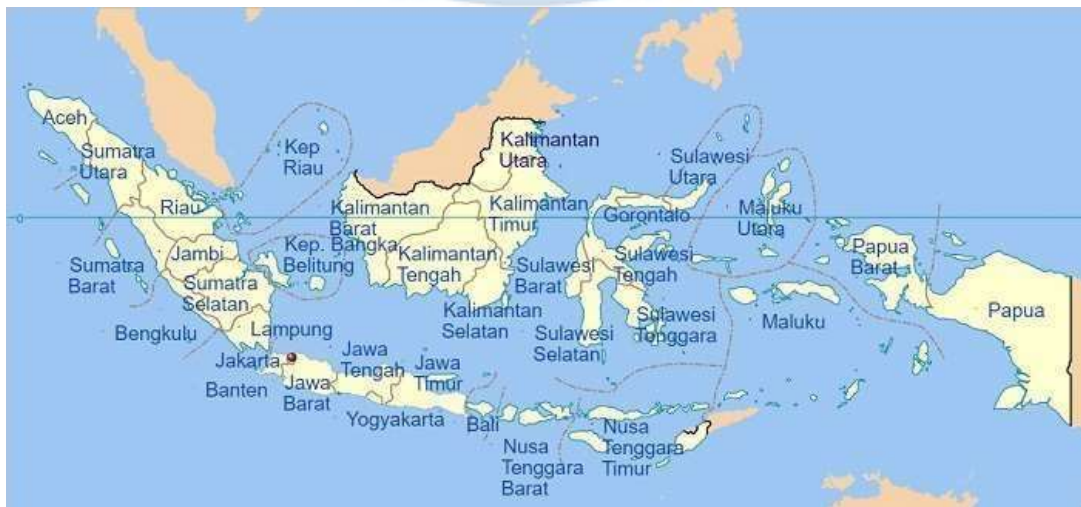 Aceh
Sumatra
Utara
Kep
Riau
Riau
Jambi
Sumatra
Barat
Sumatra
Selatan
Bengkulu
Lampung
Kep. Bangka
Belitung
Kalimantan
Utara
Kalimantan
Barat
Kalimantan
Timur
Kalimantan
Tengah
Kalimantan
Selatan
Sulawesi
Utara
Gorontalo
Sulawesi
Tengah
Sulawesi
Barat
Sulawesi
Selatan
Sulawesi
Tenggara
Maluku
Utara
Maluku
Papua
Barat
Papua
Jakarta
Banten
Jawa
Barat
Jawa
Tengah
Yogyakarta
Jawa
Timur
Bali
Nusa
Tenggara
Barat
Nusa
Tenggara
Timur
0